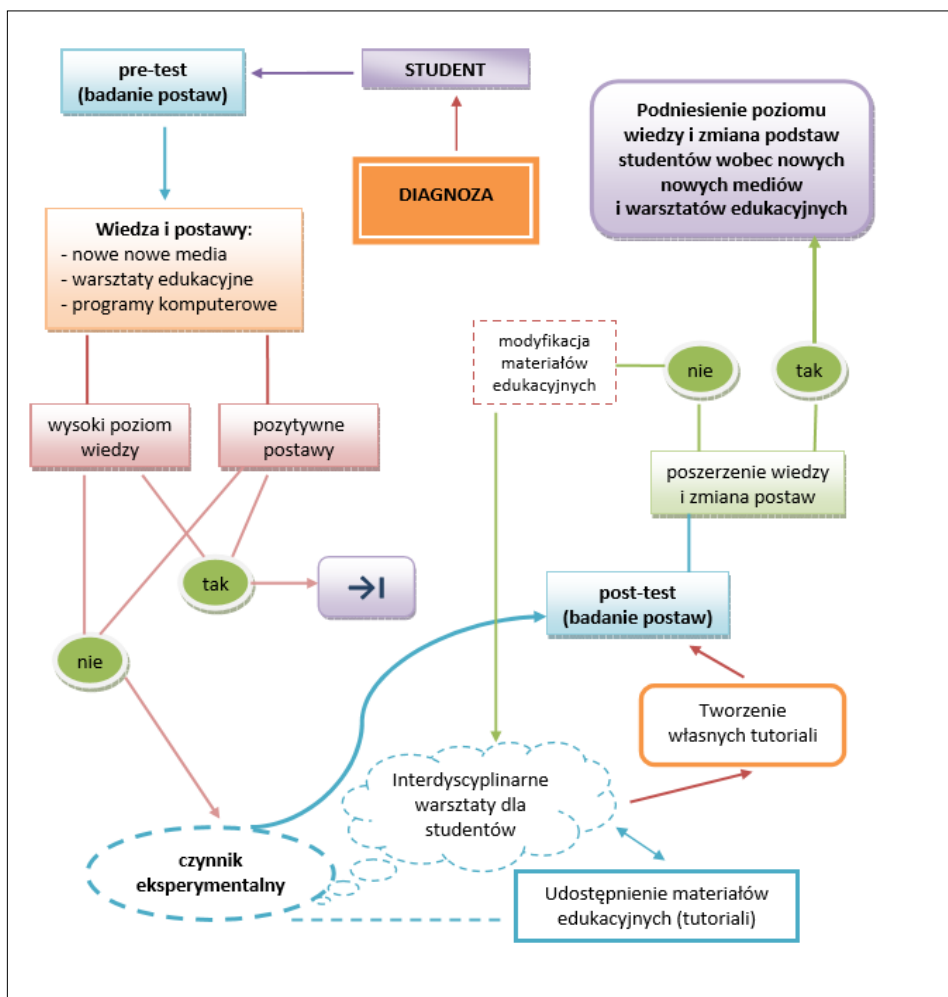 pre-test
(badanie postaw)
STUDENT
DIAGNOZA
Podniesienie poziomu
wiedzy i zmiana podstaw
studentów wobec nowych
nowych mediów
i warsztatów edukacyjnych
Wiedza i postawy:
- nowe nowe media
- warsztaty edukacyjne
- programy komputerowe
modyfikacja
materiałów
edukacyjnych
nie
tak
wysoki poziom
wiedzy
pozytywne
postawy
poszerzenie wiedzy
i zmiana postaw
tak
nie
post-test
(badanie postaw)
Tworzenie
własnych tutoriali
Interdyscyplinarne
warsztaty dla
studentów
czynnik
eksperymentalny
Udostępnienie materiałów
edukacyjnych (tutoriali)